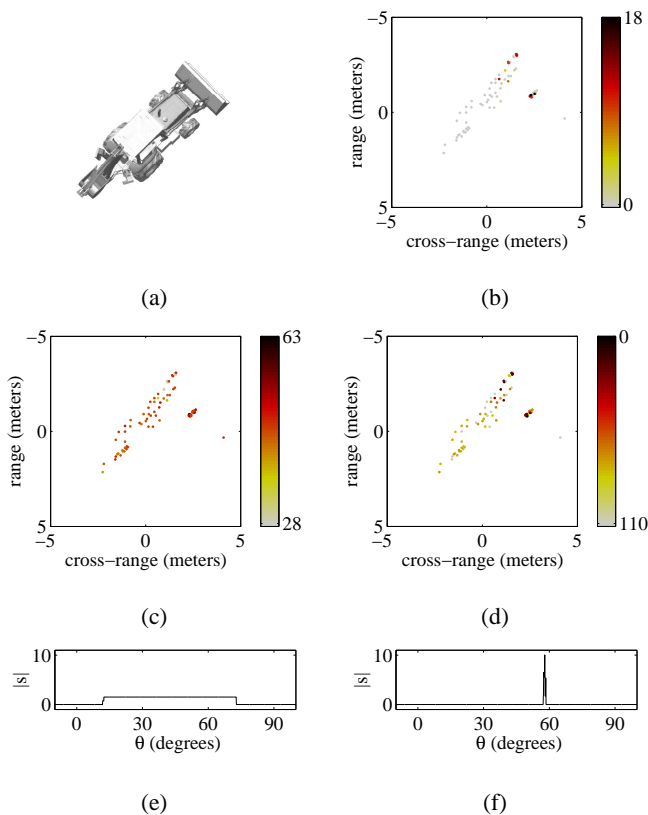 (a)
−5
0
5
−5
0
5
range (meters)
cross−range (meters)
18
0
(b)
−5
0
5
−5
0
5
range (meters)
cross−range (meters)
63
28
(c)
−5
0
5
−5
0
5
range (meters)
cross−range (meters)
0
110
(d)
10
0
|s|
0
30
60
90
θ (degrees)
(e)
10
0
|s|
0
30
60
90
θ (degrees)
(f)